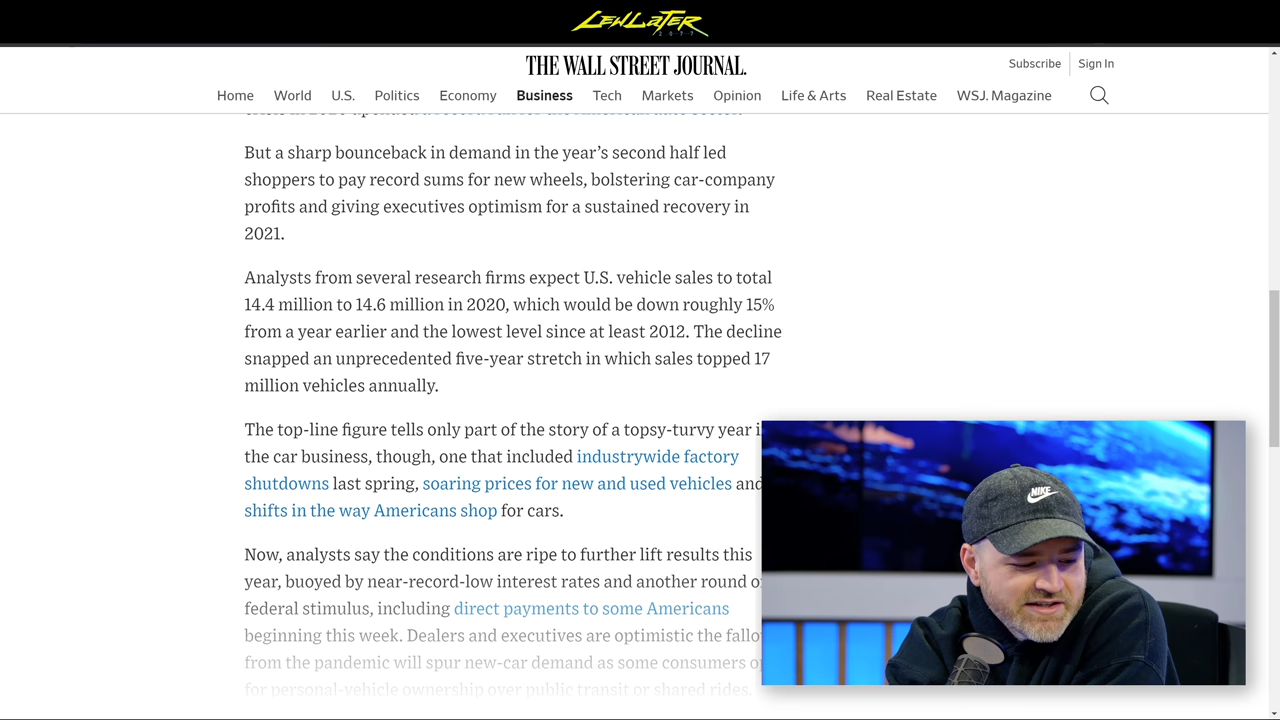 LEWLATER
2077
THE WALL STREET JOURNAL.
Subscribe
Sign In
Home World U.S. Politics Economy Business Tech Markets Opinion Life & Arts Real Estate WSJ. Magazine
But a sharp bounceback in demand in the year’s second half led
shoppers to pay record sums for new wheels, bolstering car-company
profits and giving executives optimism for a sustained recovery in
2021.
Analysts from several research firms expect U.S. vehicle sales to total
14.4 million to 14.6 million in 2020, which would be down roughly 15%
from a year earlier and the lowest level since at least 2012. The decline
snapped an unprecedented five-year stretch in which sales topped 17
million vehicles annually.
The top-line figure tells only part of the story of a topsy-turvy year
the car business, though, one that included industrywide factory
shutdowns last spring, soaring prices for new and used vehicles and
shifts in the way Americans shop for cars.
Now, analysts say the conditions are ripe to further lift results this
year, buoyed by near-record-low interest rates and another round
federal stimulus, including direct payments to some Americans
beginning this week. Dealers and executives are optimistic the
from the pandemic will spur new-car demand as some consumers
for personal-vehicle ownership over public transit or shared rides.
NIKE